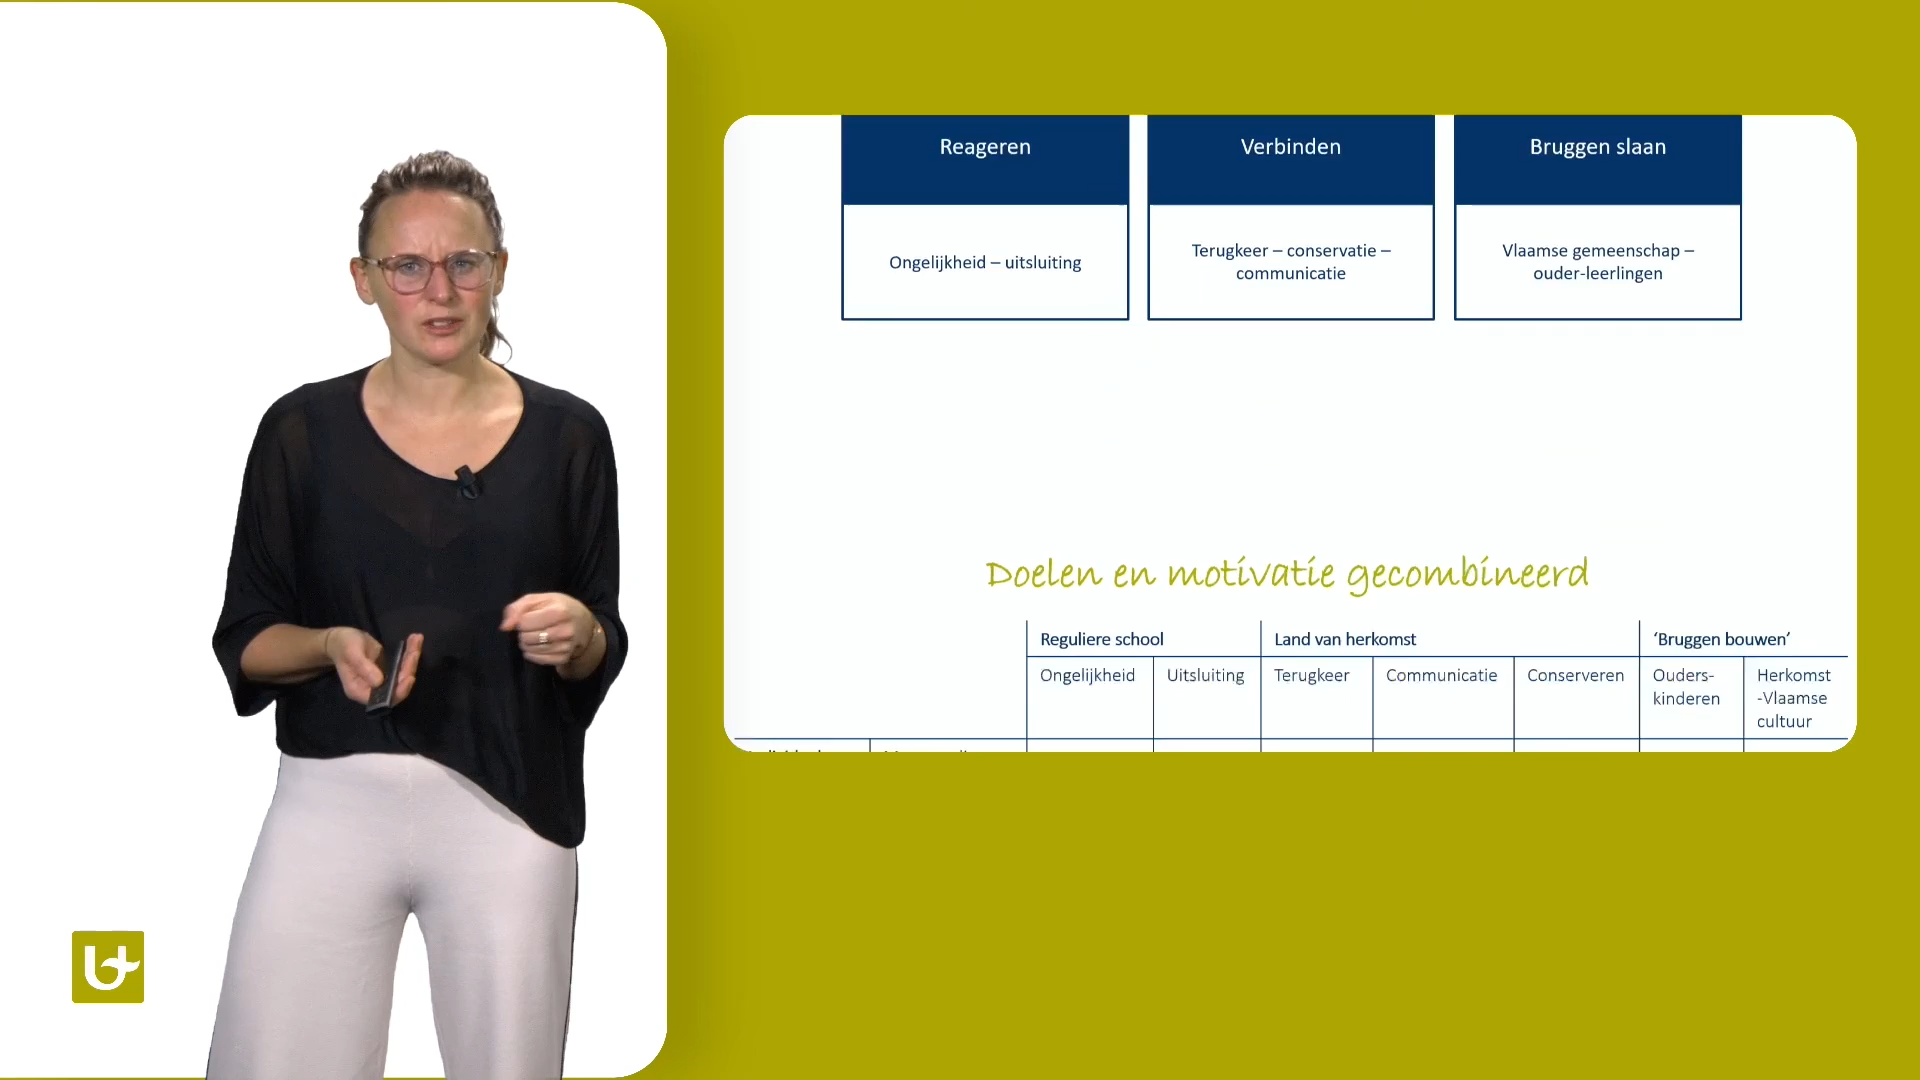 Reageren
Verbinden
Bruggen slaan
Ongelijkheid – uitsluiting
Terugkeer – conservatie –
communicatie
Vlaamse gemeenschap –
ouder-leerlingen
Doelen en motivatie gecombineerd
Reguliere school
Land van herkomst
‘Bruggen bouwen’
Ongelijkheid
Uitsluiting
Terugkeer
Communicatie
Conserveren
Ouders-
kinderen
Herkomst
-Vlaamse
cultuur